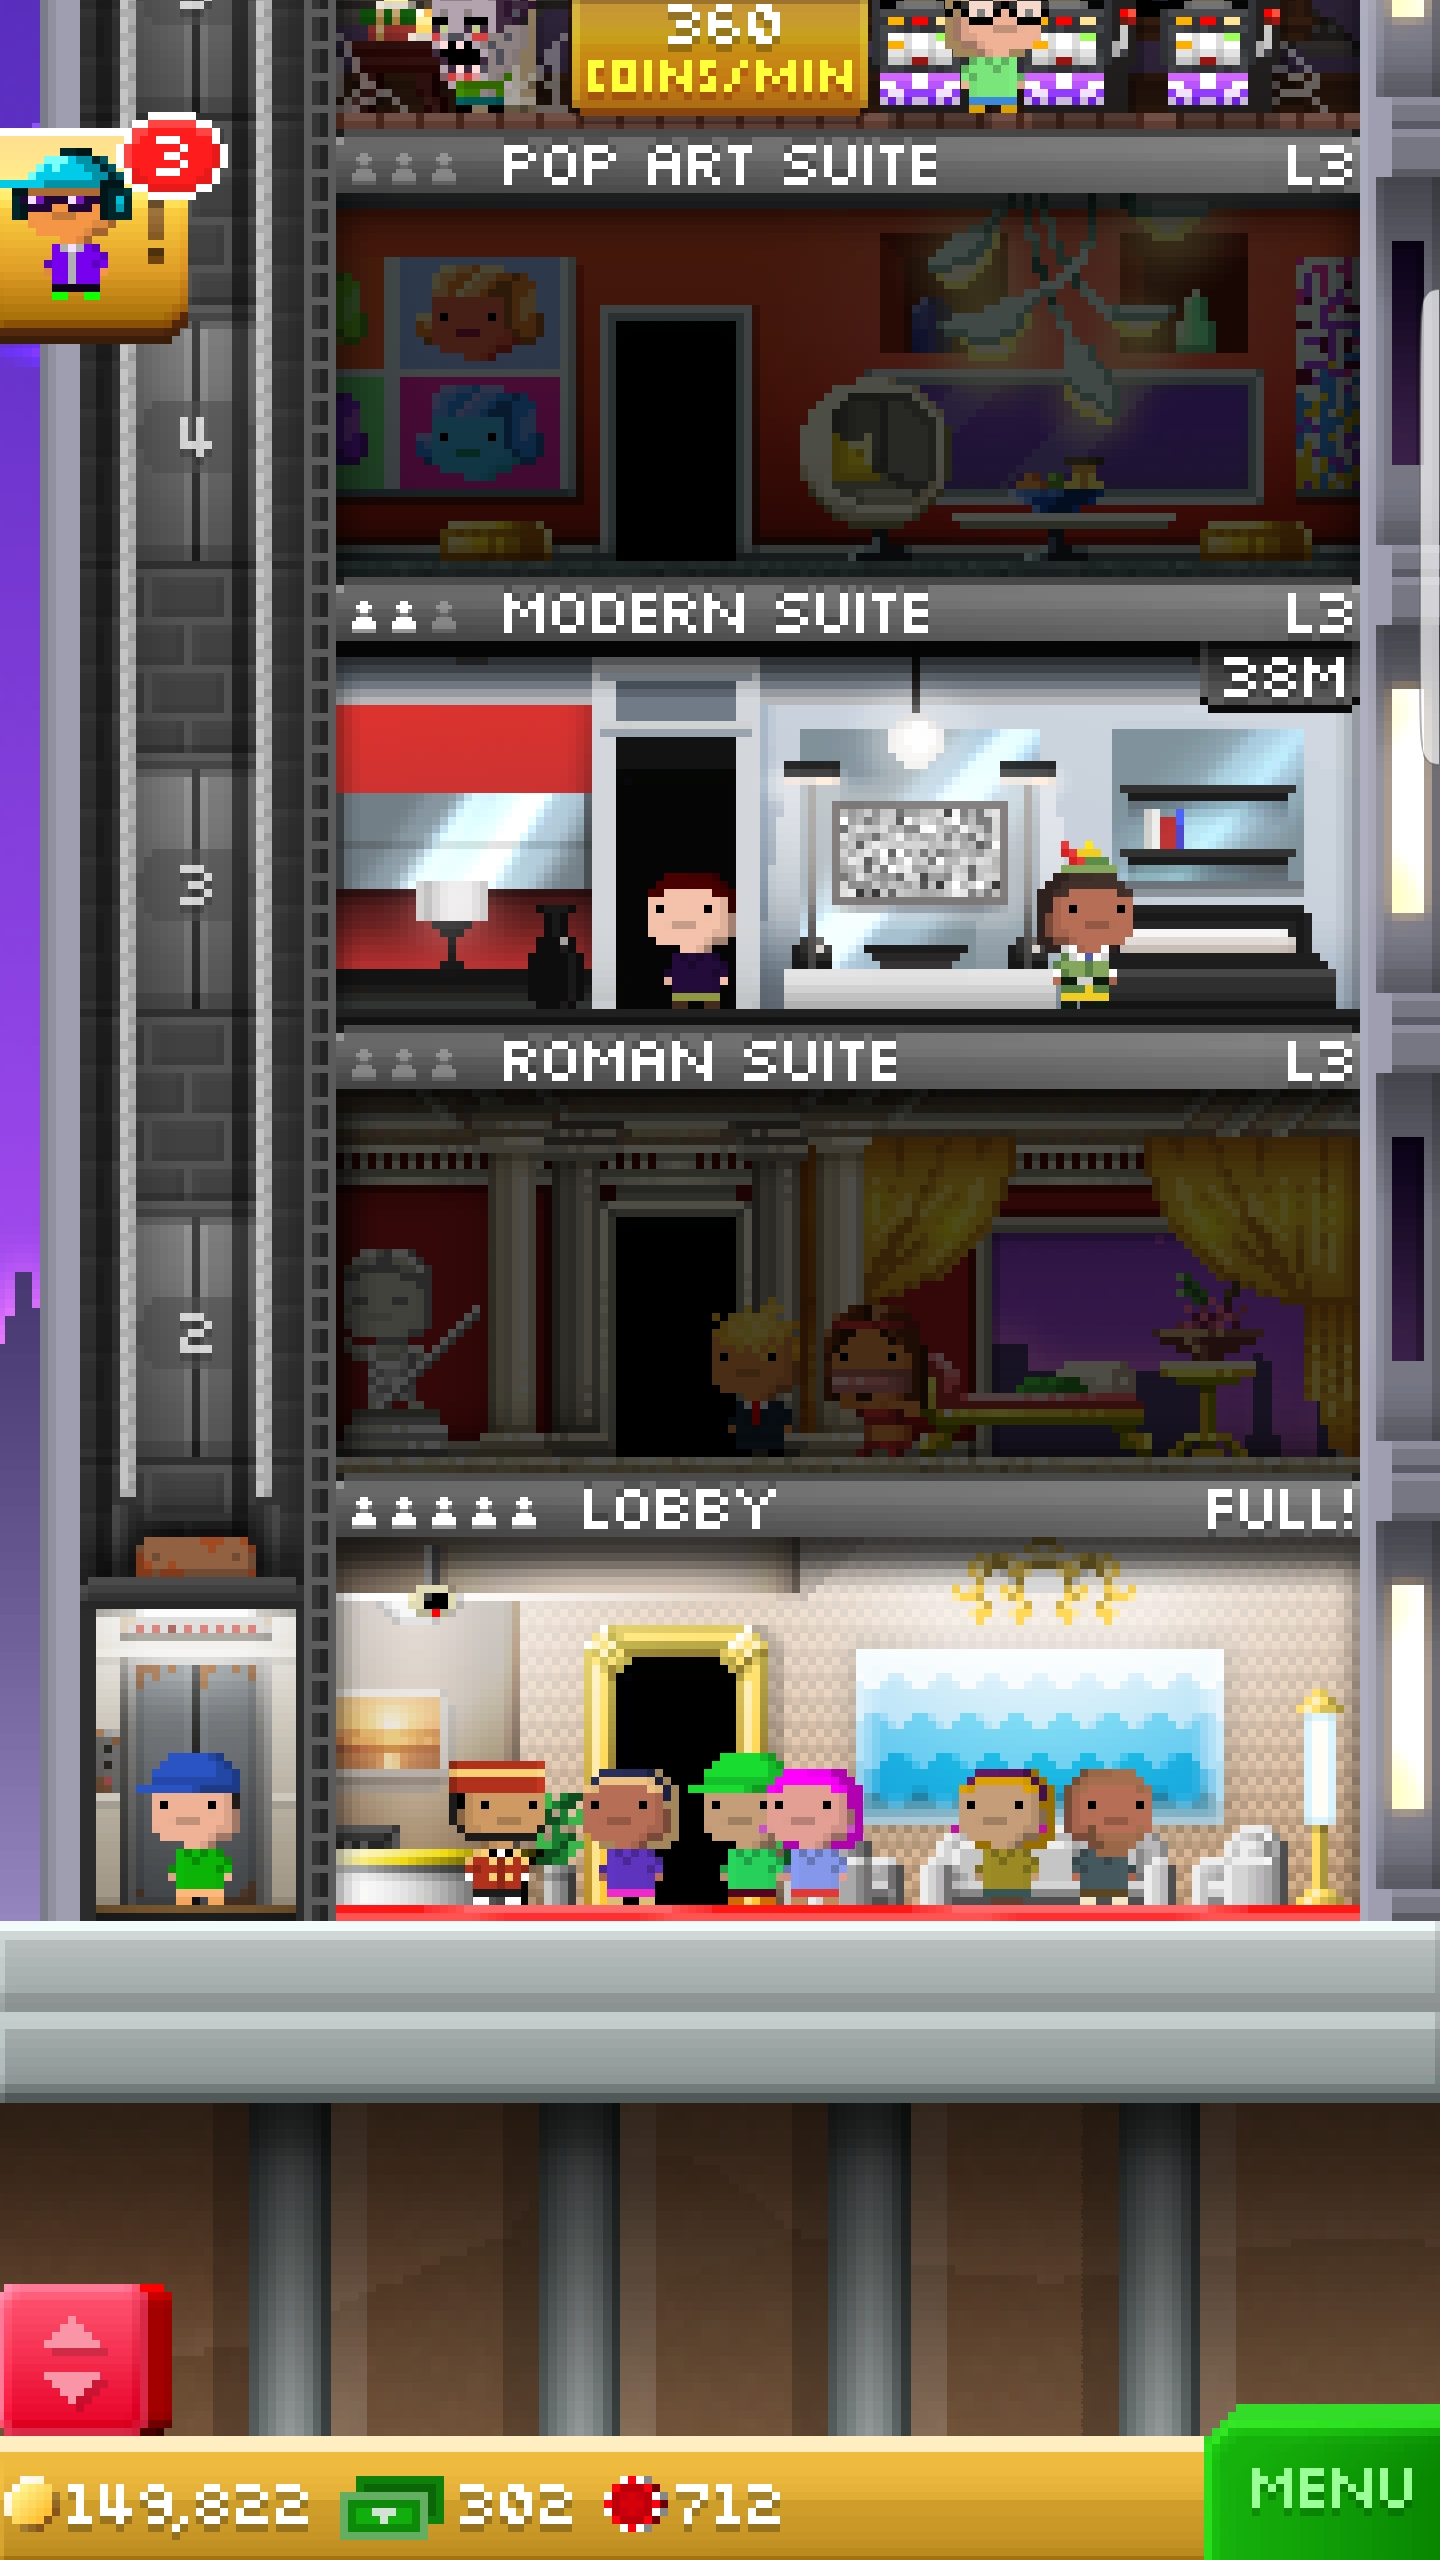 360
COINS/MIN
3
!
POP ART SUITE L3
4
MODERN SUITE L3
38M
3
ROMAN SUITE L3
2
LOBBY FULL!
149,822 302 712
MENU